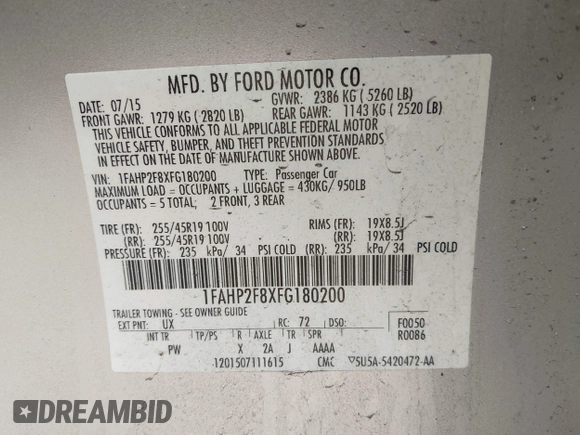 MFD. BY FORD MOTOR CO.
DATE: 07/15 GVWR: 2386 KG ( 5260 LB)
FRONT GAWR: 1279 KG ( 2820 LB) REAR GAWR: 1143 KG ( 2520 LB)
THIS VEHICLE CONFORMS TO ALL APPLICABLE FEDERAL MOTOR
VEHICLE SAFETY, BUMPER, AND THEFT PREVENTION STANDARDS
IN EFFECT ON THE DATE OF MANUFACTURE SHOWN ABOVE.
VIN: 1FAHP2F8XFG180200 TYPE: Passenger Car
MAXIMUM LOAD = OCCUPANTS + LUGGAGE = 430KG/ 950LB
OCCUPANTS = 5 TOTAL; 2 FRONT, 3 REAR
TIRE (FR): 255/45R19 100V RIMS (FR): 19X8.5J
(RR): 255/45R19 100V (RR): 19X8.5J
PRESSURE (FR): 235 kPa/ 34 PSI COLD (RR): 235 kPa/ 34 PSI COLD
1FAHP2F8XFG180200
TRAILER TOWING - SEE OWNER GUIDE
EXT PNT: UX RC: 72 DSO: F0050
INT TR TP/PS R AXLE TR SPR R0086
PW X 2A J AAAA
1201507111615 CMC 5U5A-5420472-AA
DREAMBID